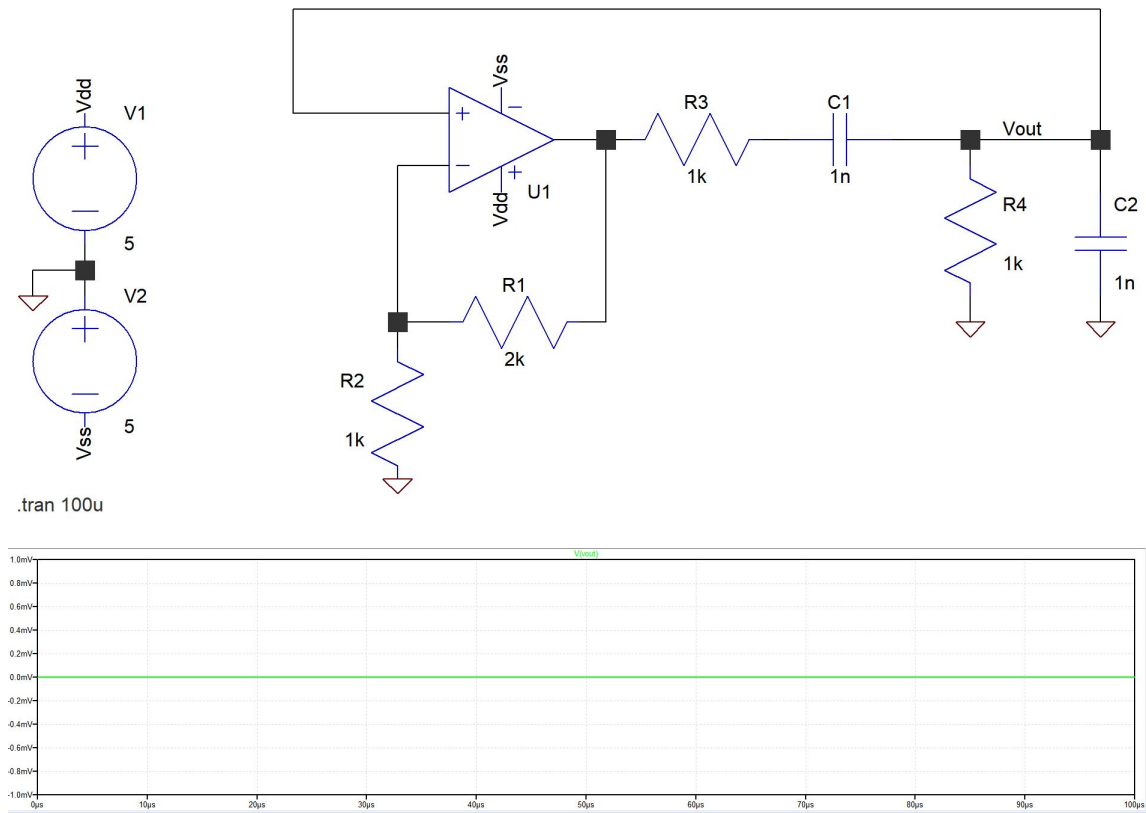 Vdd
V1
5
V2
5
Vss
.tran 100u
Vss
+
−
−
+
U1
Vdd
R3
1k
C1
1n
Vout
R4
1k
C2
1n
R1
2k
R2
1k
V(vout)
1.0mV
0.8mV
0.6mV
0.4mV
0.2mV
0.0mV
-0.2mV
-0.4mV
-0.6mV
-0.8mV
-1.0mV
0µs 10µs 20µs 30µs 40µs 50µs 60µs 70µs 80µs 90µs 100µs